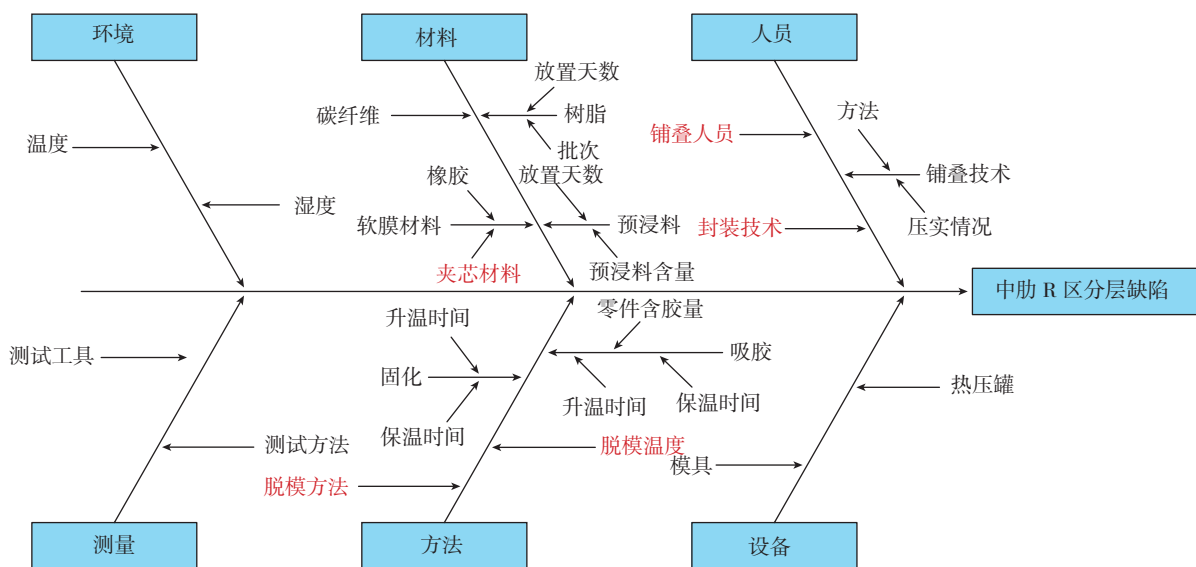 环境
材料
人员
放置天数
碳纤维
树脂
批次
方法
铺叠人员
温度
铺叠技术
橡胶
放置天数
湿度
软膜材料
预浸料
封装技术
压实情况
夹芯材料
预浸料含量
中肋 R 区分层缺陷
升温时间
零件含胶量
测试工具
吸胶
固化
热压罐
升温时间
保温时间
保温时间
测试方法
脱模温度
模具
脱模方法
测量
方法
设备